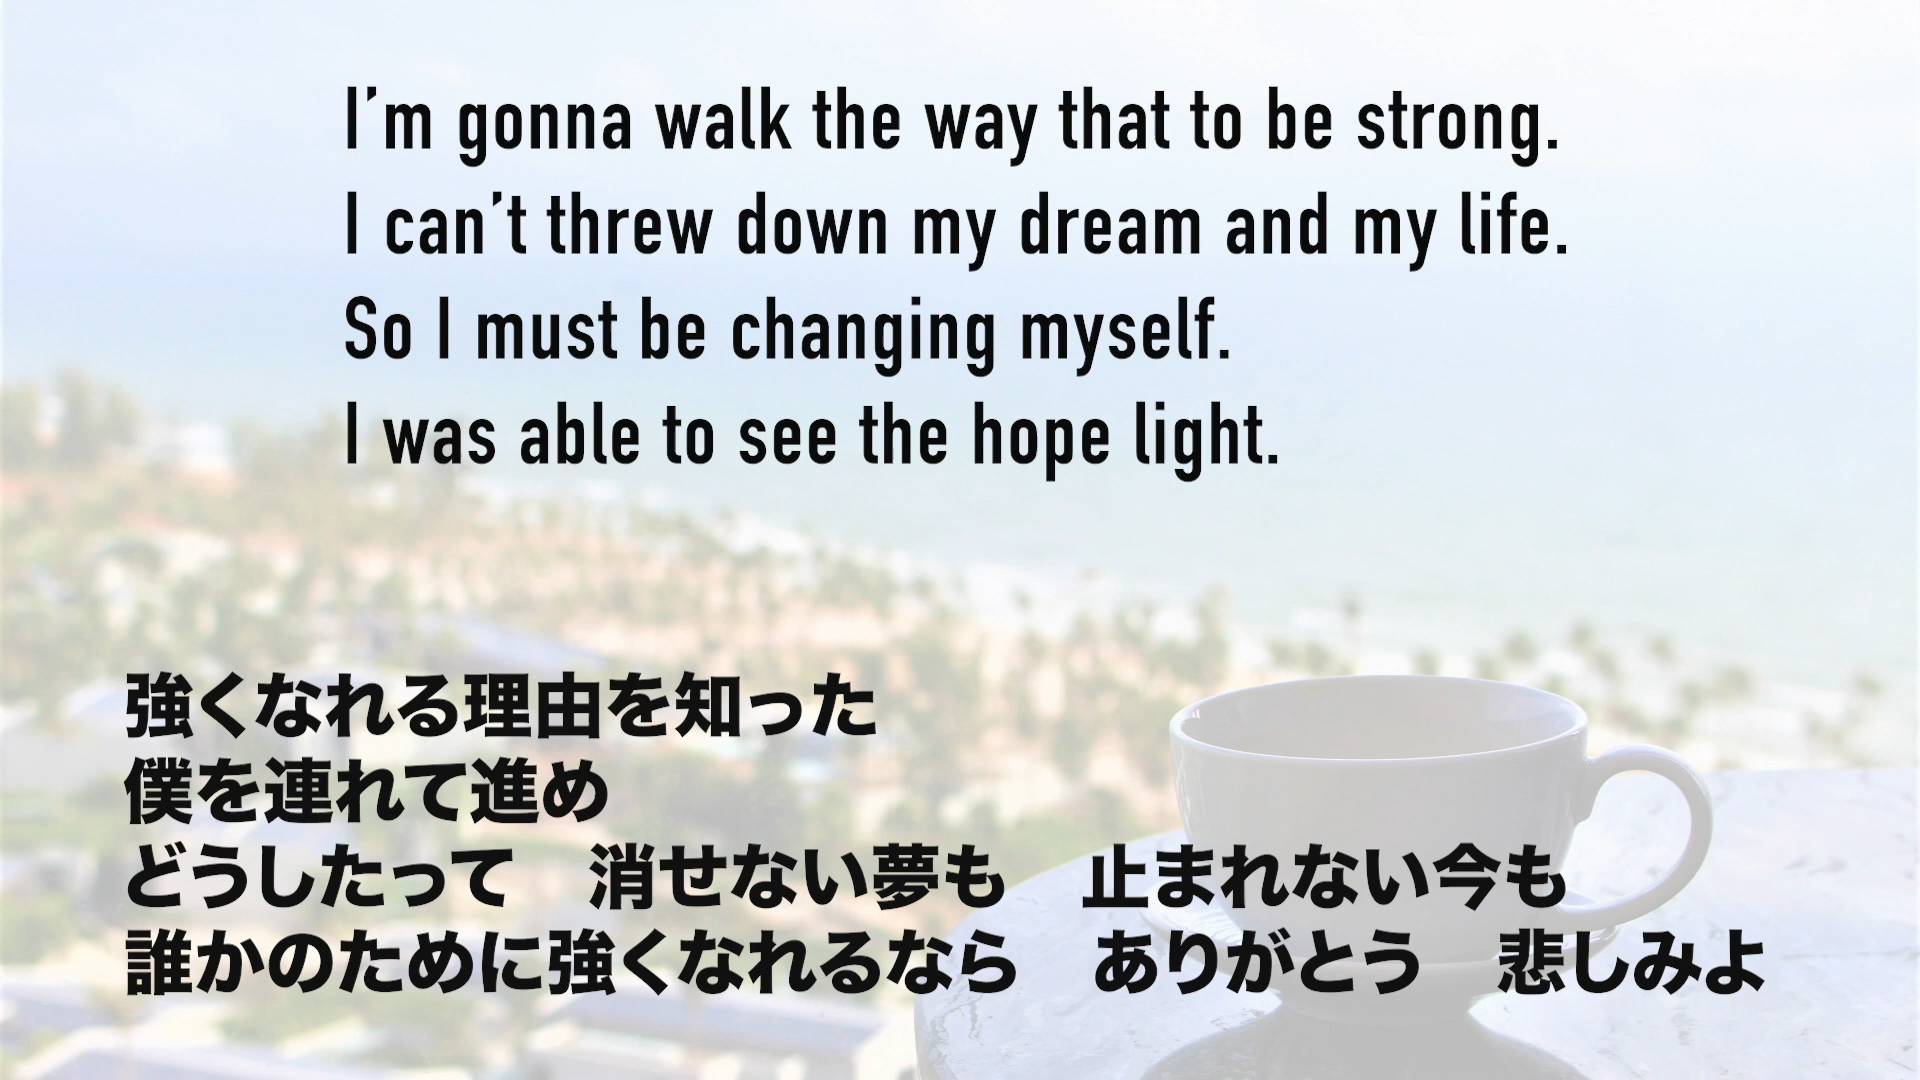 I’m gonna walk the way that to be strong.
I can’t threw down my dream and my life.
So I must be changing myself.
I was able to see the hope light.
強くなれる理由を知った
僕を連れて進め
どうしたって　消せない夢も　止まれない今も
誰かのために強くなれるなら　ありがとう　悲しみよ